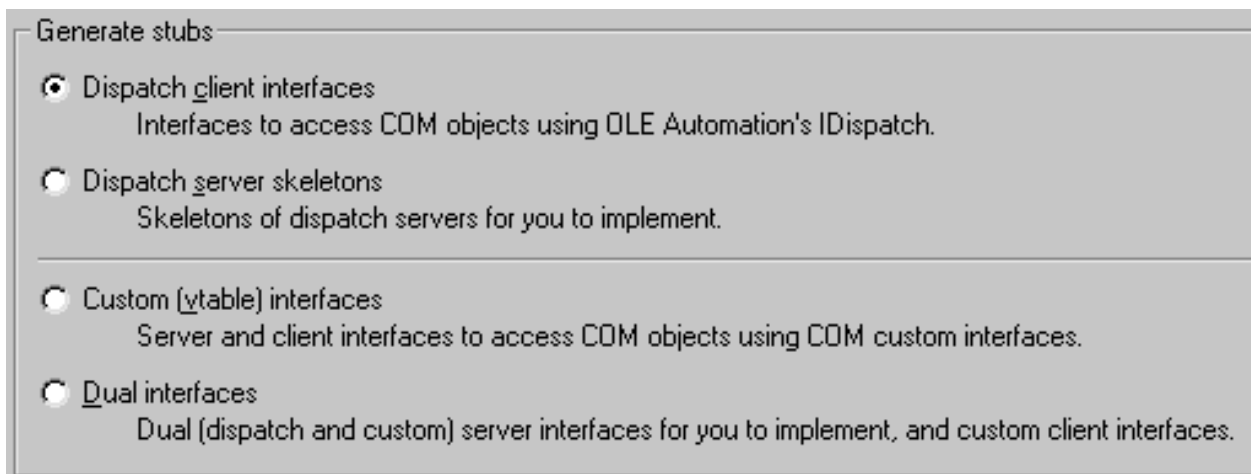 Generate stubs
Dispatch client interfaces
Interfaces to access COM objects using OLE Automation's IDispatch.
Dispatch server skeletons
Skeletons of dispatch servers for you to implement.
Custom (vtable) interfaces
Server and client interfaces to access COM objects using COM custom interfaces.
Dual interfaces
Dual (dispatch and custom) server interfaces for you to implement, and custom client interfaces.